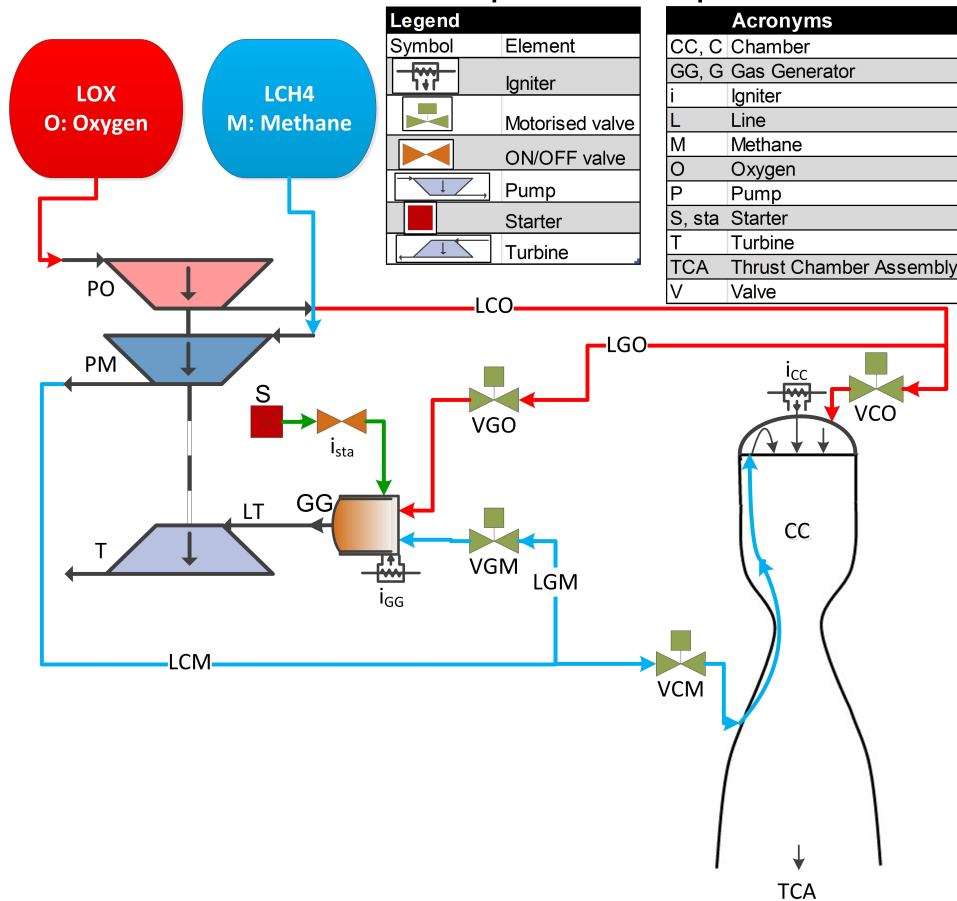 LOX
O: Oxygen
LCH4
M: Methane
Legend
Symbol Element
Igniter
Motorised valve
ON/OFF valve
Pump
Starter
Turbine
Acronyms
CC, C Chamber
GG, G Gas Generator
i Igniter
L Line
M Methane
O Oxygen
P Pump
S, sta Starter
T Turbine
TCA Thrust Chamber Assembly
V Valve
PO
LCO
PM
LGO
iCC
VCO
S
VGO
ista
GG
LT
CC
T
VGM
iGG
LGM
LCM
VCM
TCA